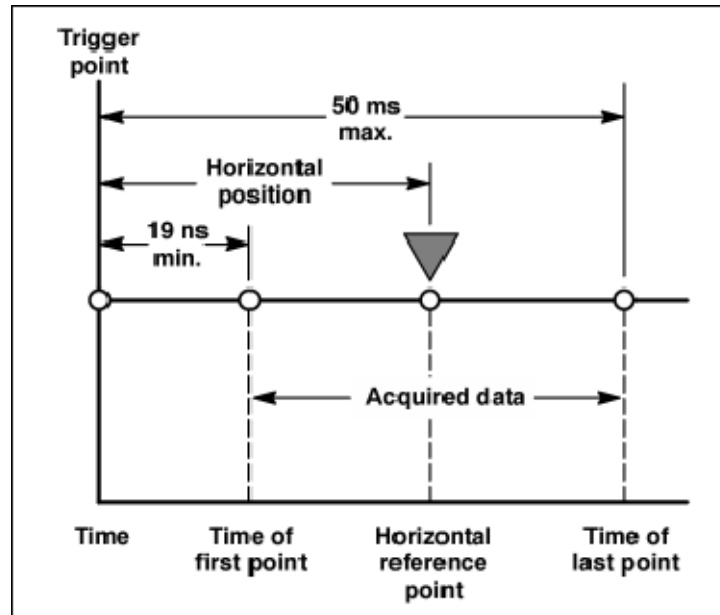 Trigger
point
50 ms
max.
Horizontal
position
19 ns
min.
Acquired data
Time
Time of
first point
Horizontal
reference
point
Time of
last point